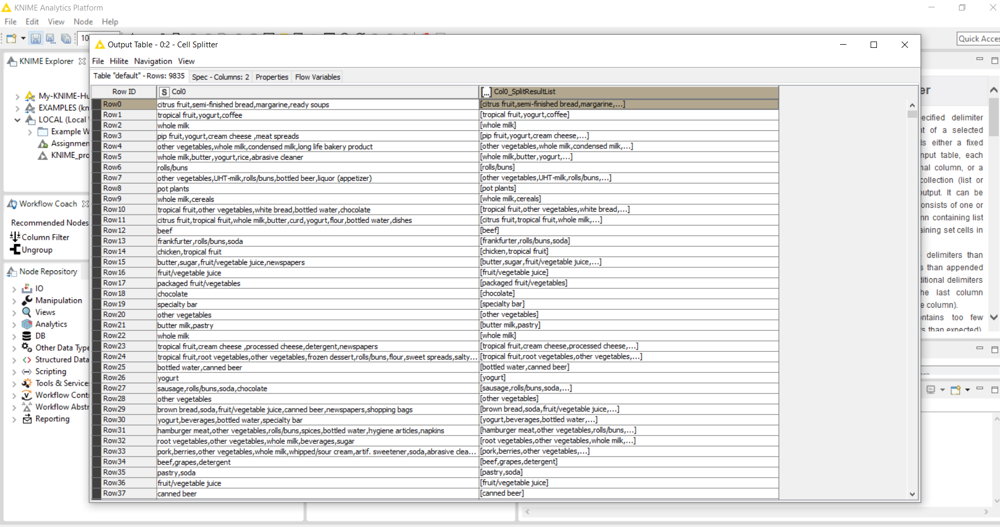 KNIME Analytics Platform
File Edit View Node Help
10
Quick Acces
KNIME Explorer
My-KNIME-Hu
EXAMPLES (kn
LOCAL (Local
Example W
Assignmen
KNIME_pro
Workflow Coach
Recommended Nodes
Column Filter
Ungroup
Node Repository
IO
Manipulation
Views
Analytics
DB
Other Data Type
Structured Data
Scripting
Tools & Services
Workflow Cont
Workflow Abstr
Reporting
Output Table - 0:2 - Cell Splitter
File Hilite Navigation View
Table "default" - Rows: 9835 Spec - Columns: 2 Properties Flow Variables
Row ID S Col0 [...] Col0_SplitResultList
Row0 citrus fruit,semi-finished bread,margarine,ready soups [citrus fruit,semi-finished bread,margarine,...]
Row1 tropical fruit,yogurt,coffee [tropical fruit,yogurt,coffee]
Row2 whole milk [whole milk]
Row3 pip fruit,yogurt,cream cheese ,meat spreads [pip fruit,yogurt,cream cheese,...]
Row4 other vegetables,whole milk,condensed milk,long life bakery product [other vegetables,whole milk,condensed milk,...]
Row5 whole milk,butter,yogurt,rice,abrasive cleaner [whole milk,butter,yogurt,...]
Row6 rolls/buns [rolls/buns]
Row7 other vegetables,UHT-milk,rolls/buns,bottled beer,liquor (appetizer) [other vegetables,UHT-milk,rolls/buns,...]
Row8 pot plants [pot plants]
Row9 whole milk,cereals [whole milk,cereals]
Row10 tropical fruit,other vegetables,white bread,bottled water,chocolate [tropical fruit,other vegetables,white bread,...]
Row11 citrus fruit,tropical fruit,whole milk,butter,curd,yogurt,flour,bottled water,dishes [citrus fruit,tropical fruit,whole milk,...]
Row12 beef [beef]
Row13 frankfurter,rolls/buns,soda [frankfurter,rolls/buns,soda]
Row14 chicken,tropical fruit [chicken,tropical fruit]
Row15 butter,sugar,fruit/vegetable juice,newspapers [butter,sugar,fruit/vegetable juice,...]
Row16 fruit/vegetable juice [fruit/vegetable juice]
Row17 packaged fruit/vegetables [packaged fruit/vegetables]
Row18 chocolate [chocolate]
Row19 specialty bar [specialty bar]
Row20 other vegetables [other vegetables]
Row21 butter milk,pastry [butter milk,pastry]
Row22 whole milk [whole milk]
Row23 tropical fruit,cream cheese ,processed cheese,detergent,newspapers [tropical fruit,cream cheese,processed cheese,...]
Row24 tropical fruit,root vegetables,other vegetables,frozen dessert,rolls/buns,flour,sweet spreads,salty... [tropical fruit,root vegetables,other vegetables,...]
Row25 bottled water,canned beer [bottled water,canned beer]
Row26 yogurt [yogurt]
Row27 sausage,rolls/buns,soda,chocolate [sausage,rolls/buns,soda,...]
Row28 other vegetables [other vegetables]
Row29 brown bread,soda,fruit/vegetable juice,canned beer,newspapers,shopping bags [brown bread,soda,fruit/vegetable juice,...]
Row30 yogurt,beverages,bottled water,specialty bar [yogurt,beverages,bottled water,...]
Row31 hamburger meat,other vegetables,rolls/buns,spices,bottled water,hygiene articles,napkins [hamburger meat,other vegetables,rolls/buns,...]
Row32 root vegetables,other vegetables,whole milk,beverages,sugar [root vegetables,other vegetables,whole milk,...]
Row33 pork,berries,other vegetables,whole milk,whipped/sour cream,artif. sweetener,soda,abrasive clea... [pork,berries,other vegetables,...]
Row34 beef,grapes,detergent [beef,grapes,detergent]
Row35 pastry,soda [pastry,soda]
Row36 fruit/vegetable juice [fruit/vegetable juice]
Row37 canned beer [canned beer]
er
ecified delimiter
t of a selected
ls either a fixed
nput table, each
nal column, or a
collection (list or
output. It can be
onsists of one or
mn containing list
aining set cells in
delimiters than
s than appended
ditional delimiters
he last column
e column).
ontains too few
s than expected)